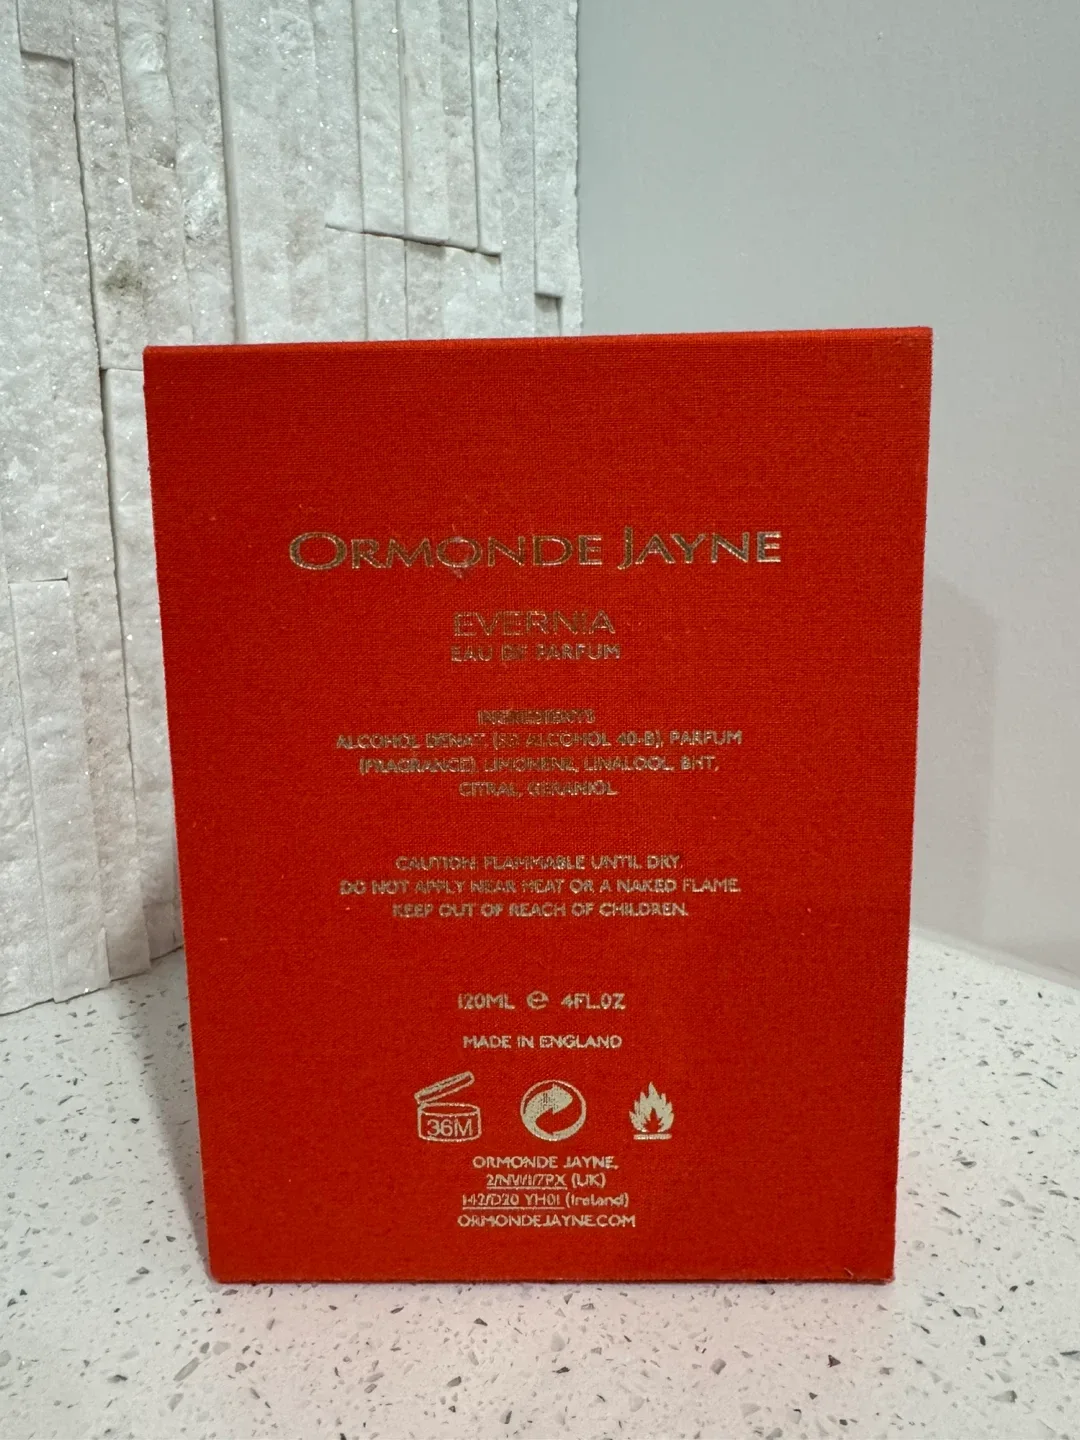 ORMONDE JAYNE
EVERNIA
EAU DE PARFUM
INGREDIENTS
ALCOHOL DENAT. (SD ALCOHOL 40-B), PARFUM
(FRAGRANCE), LIMONENE, LINALOOL, BHT,
CITRAL, GERANIOL
CAUTION: FLAMMABLE UNTIL DRY.
DO NOT APPLY NEAR HEAT OR A NAKED FLAME.
KEEP OUT OF REACH OF CHILDREN.
120ML e 4FL.OZ
MADE IN ENGLAND
36M
ORMONDE JAYNE,
2/NW1/7PX (UK)
142/D20 YH01 (Ireland)
ORMONDEJAYNE.COM